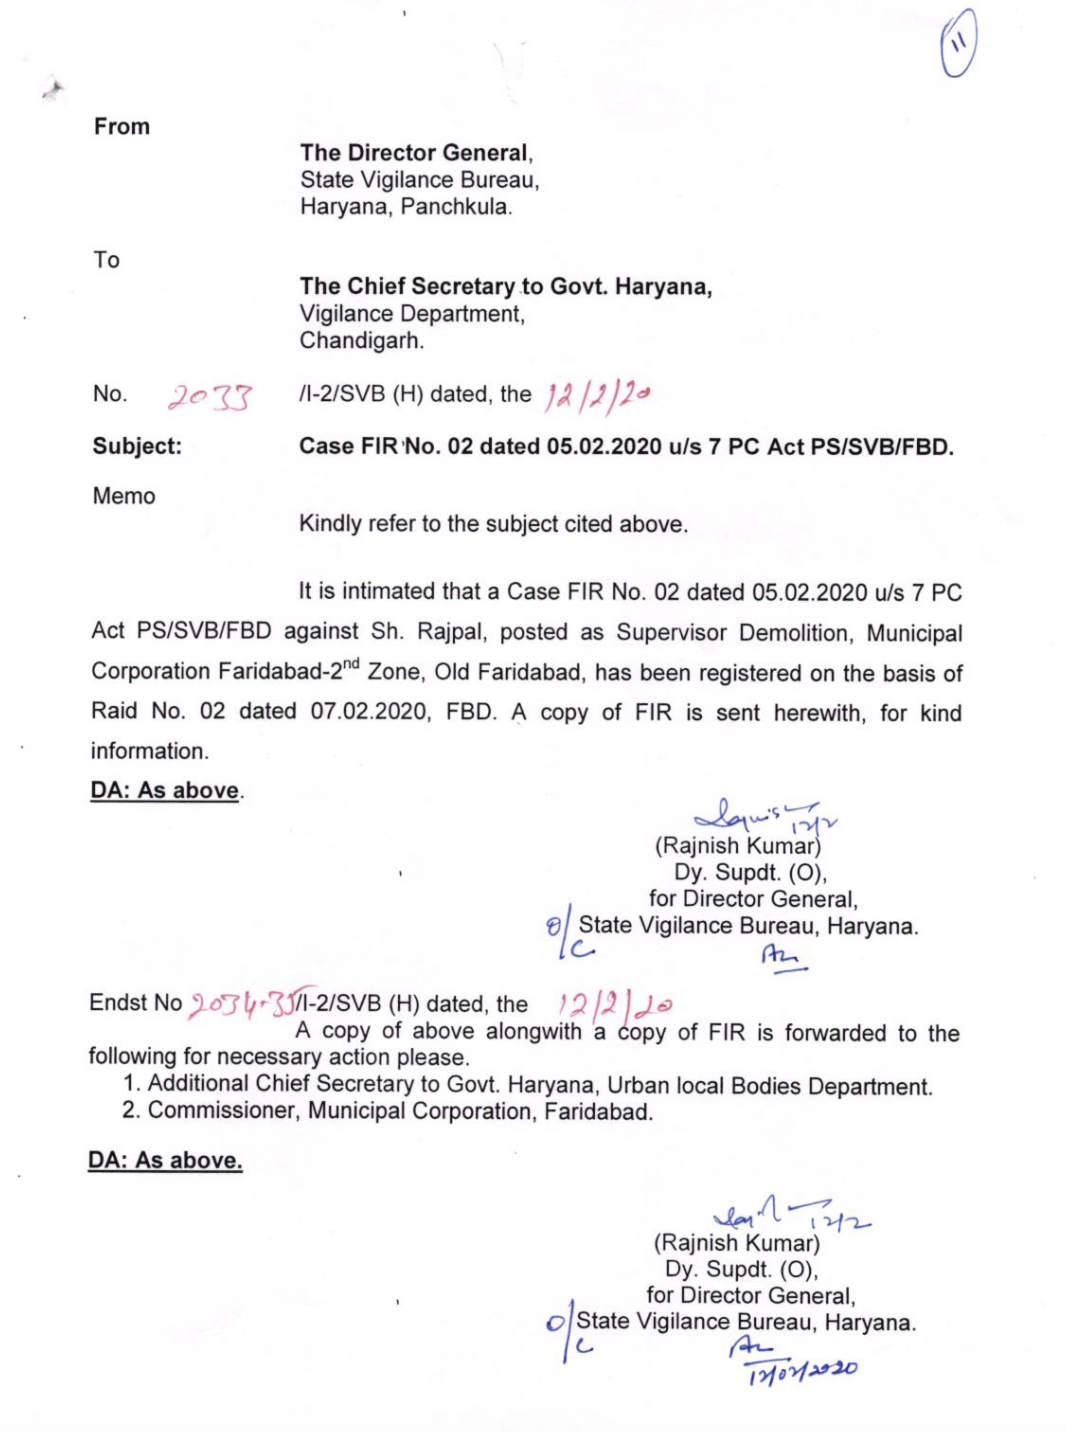 11
From
The Director General,
State Vigilance Bureau,
Haryana, Panchkula.
To
The Chief Secretary to Govt. Haryana,
Vigilance Department,
Chandigarh.
No. 2033 /I-2/SVB (H) dated, the 12/2/20
Subject: Case FIR No. 02 dated 05.02.2020 u/s 7 PC Act PS/SVB/FBD.
Memo
Kindly refer to the subject cited above.
It is intimated that a Case FIR No. 02 dated 05.02.2020 u/s 7 PC
Act PS/SVB/FBD against Sh. Rajpal, posted as Supervisor Demolition, Municipal
Corporation Faridabad-2nd Zone, Old Faridabad, has been registered on the basis of
Raid No. 02 dated 07.02.2020, FBD. A copy of FIR is sent herewith, for kind
information.
DA: As above.
12/2
(Rajnish Kumar)
Dy. Supdt. (O),
for Director General,
O/C State Vigilance Bureau, Haryana.
Endst No 2034-35/I-2/SVB (H) dated, the 12/2/20
A copy of above alongwith a copy of FIR is forwarded to the
following for necessary action please.
1. Additional Chief Secretary to Govt. Haryana, Urban local Bodies Department.
2. Commissioner, Municipal Corporation, Faridabad.
DA: As above.
12/2
(Rajnish Kumar)
Dy. Supdt. (O),
for Director General,
O/C State Vigilance Bureau, Haryana.
12/02/2020